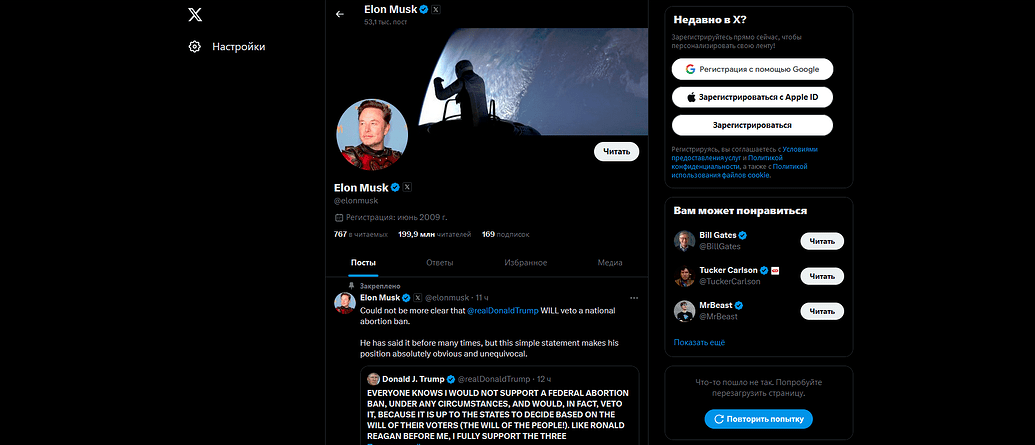 Настройки
Elon Musk
53,1 тыс. пост
Читать
Elon Musk
@elonmusk
Регистрация: июнь 2009 г.
767 в читаемых 199,9 млн читателей 169 подписок
Посты Ответы Избранное Медиа
Закреплено
Elon Musk @elonmusk · 11 ч
Could not be more clear that @realDonaldTrump WILL veto a national
abortion ban.
He has said it before many times, but this simple statement makes his
position absolutely obvious and unequivocal.
Donald J. Trump @realDonaldTrump · 12 ч
EVERYONE KNOWS I WOULD NOT SUPPORT A FEDERAL ABORTION
BAN, UNDER ANY CIRCUMSTANCES, AND WOULD, IN FACT, VETO
IT, BECAUSE IT IS UP TO THE STATES TO DECIDE BASED ON THE
WILL OF THEIR VOTERS (THE WILL OF THE PEOPLE!). LIKE RONALD
REAGAN BEFORE ME, I FULLY SUPPORT THE THREE
Недавно в X?
Зарегистрируйтесь прямо сейчас, чтобы
персонализировать свою ленту!
Регистрация с помощью Google
Зарегистрироваться с Apple ID
Зарегистрироваться
Регистрируясь, вы соглашаетесь с Условиями
предоставления услуг и Политикой
конфиденциальности, а также с Политикой
использования файлов cookie.
Вам может понравиться
Bill Gates
@BillGates
Читать
Tucker Carlson
@TuckerCarlson
Читать
MrBeast
@MrBeast
Читать
Показать ещё
Что-то пошло не так. Попробуйте
перезагрузить страницу.
Повторить попытку